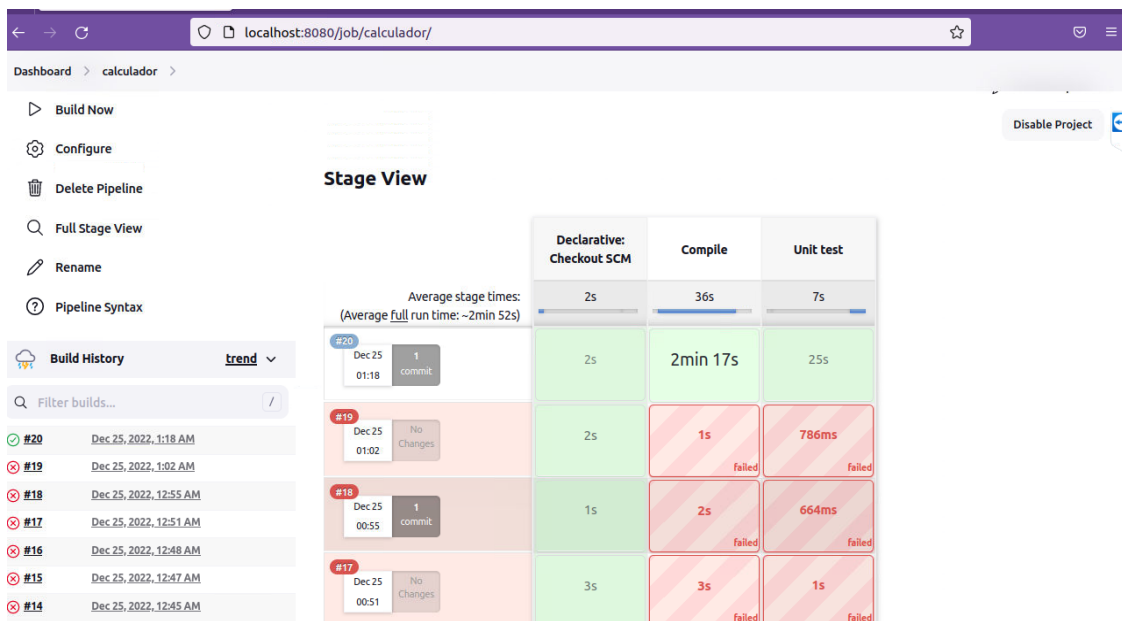 localhost:8080/job/calculador/
Dashboard
calculador
Build Now
Configure
Delete Pipeline
Full Stage View
Rename
Pipeline Syntax
Build History
trend
Filter builds...
/
#20
Dec 25, 2022, 1:18 AM
#19
Dec 25, 2022, 1:02 AM
#18
Dec 25, 2022, 12:55 AM
#17
Dec 25, 2022, 12:51 AM
#16
Dec 25, 2022, 12:48 AM
#15
Dec 25, 2022, 12:47 AM
#14
Dec 25, 2022, 12:45 AM
Disable Project
Stage View
Declarative:
Checkout SCM
Compile
Unit test
Average stage times:
(Average full run time: ~2min 52s)
2s
36s
7s
#20
Dec 25
01:18
1
commit
2s
2min 17s
25s
#19
Dec 25
01:02
No
Changes
2s
1s
failed
786ms
failed
#18
Dec 25
00:55
1
commit
1s
2s
failed
664ms
failed
#17
Dec 25
00:51
No
Changes
3s
3s
failed
1s
failed